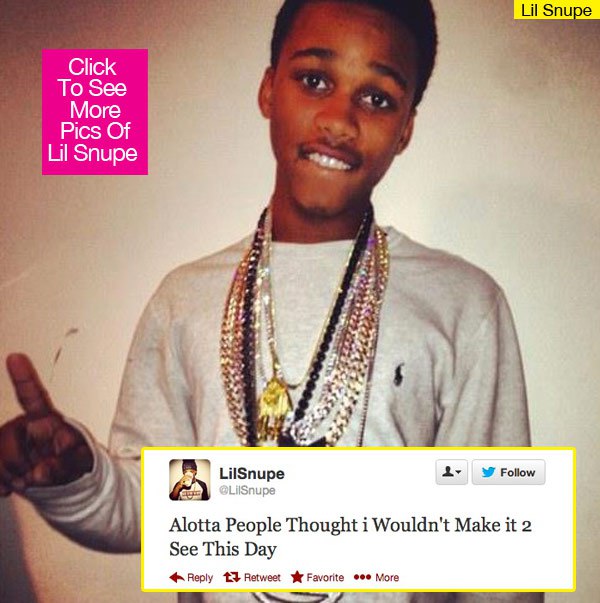 Lil Snupe
Click
To See
More
Pics Of
Lil Snupe
LilSnupe
@LilSnupe
Follow
Alotta People Thought i Wouldn't Make it 2
See This Day
Reply Retweet Favorite More